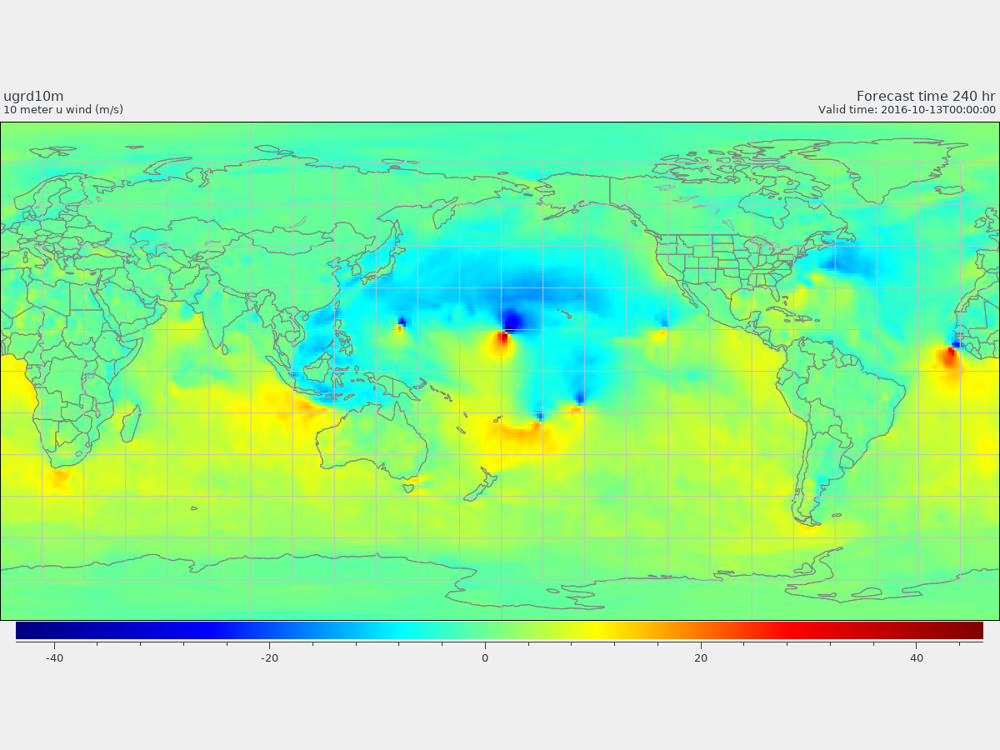 ugrd10m
Forecast time 240 hr
10 meter u wind (m/s)
Valid time: 2016-10-13T00:00:00
-40 -20 0 20 40